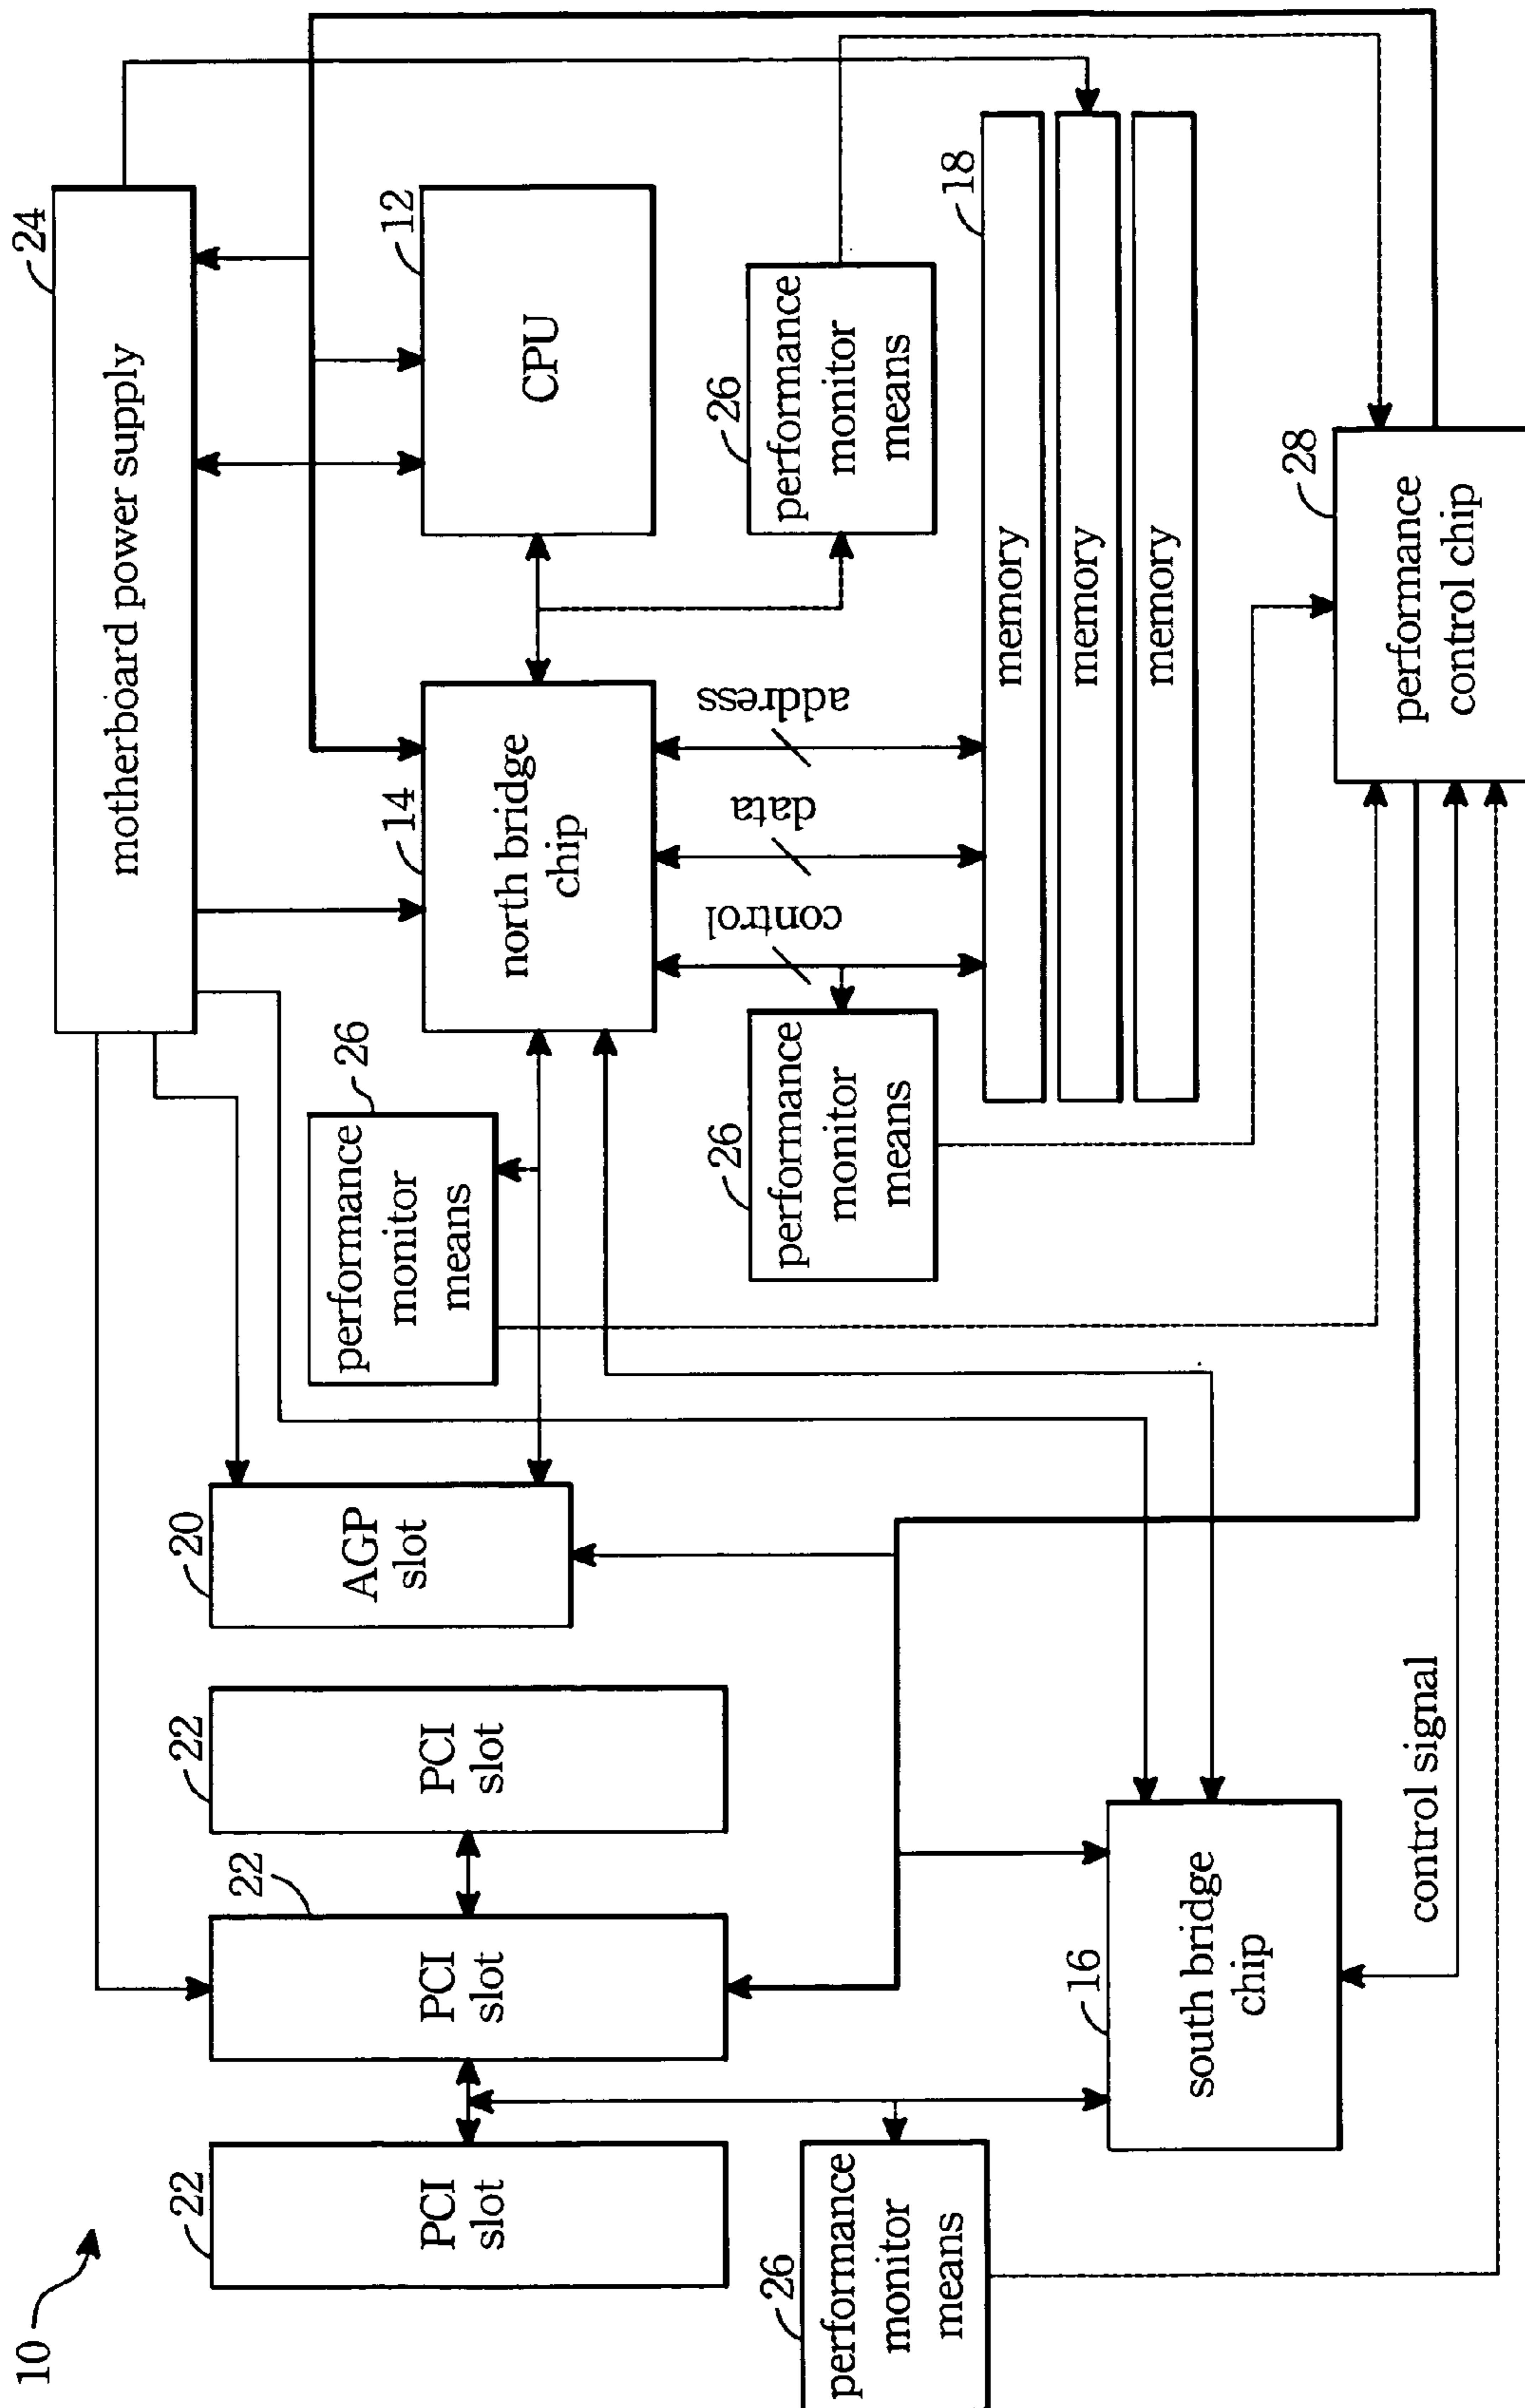 10
24
motherboard power supply
22
PCI
slot
22
PCI
slot
22
PCI
slot
20
AGP
slot
26
performance
monitor
means
14
north bridge
chip
12
CPU
26
performance
monitor
means
26
performance
monitor
means
control
data
address
26
performance
monitor
means
18
memory
memory
memory
16
south bridge
chip
control signal
28
performance
control chip